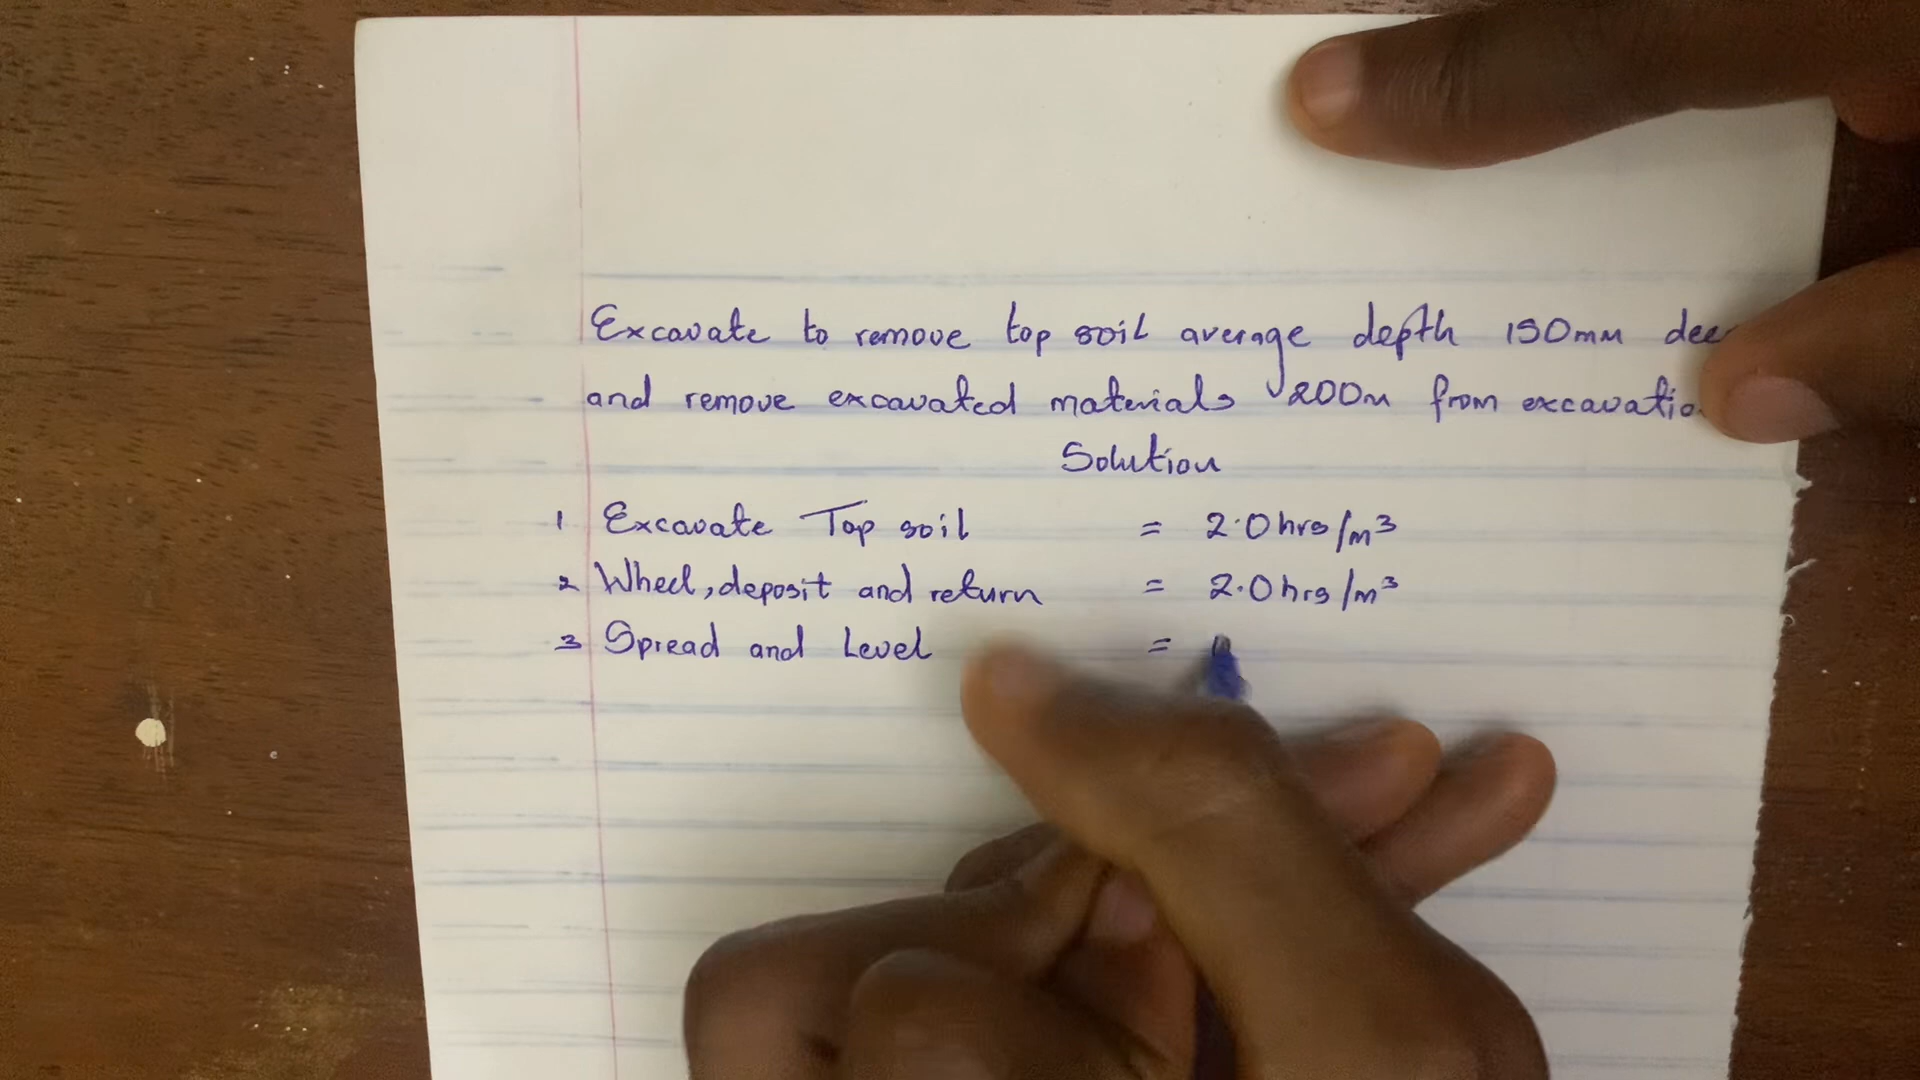 Excavate to remove top soil average depth 150mm
and remove excavated materials 200m from
Solution
1 Excavate Top soil = 2.0hrs/m³
2 Wheel, deposit and return = 2.0hrs/m³
3 Spread and Level =